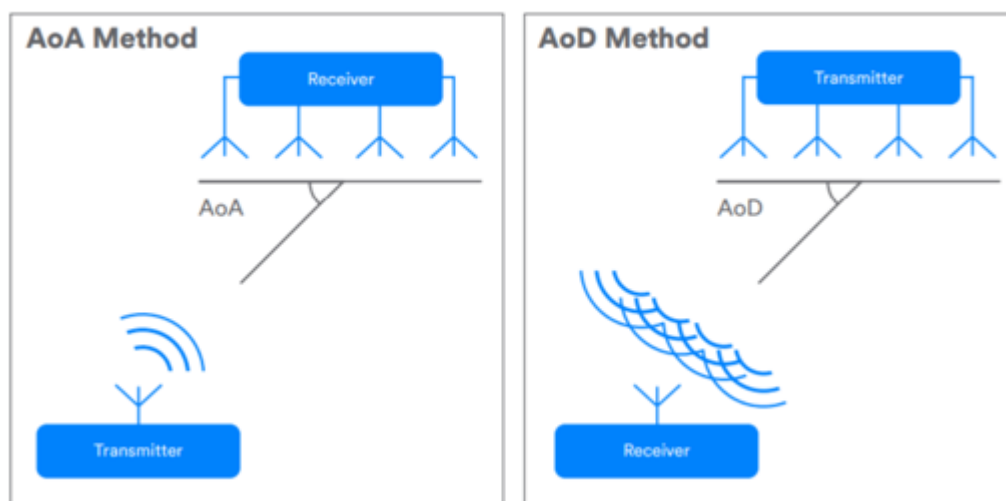 AoA Method
Receiver
AoA
Transmitter
AoD Method
Transmitter
AoD
Receiver